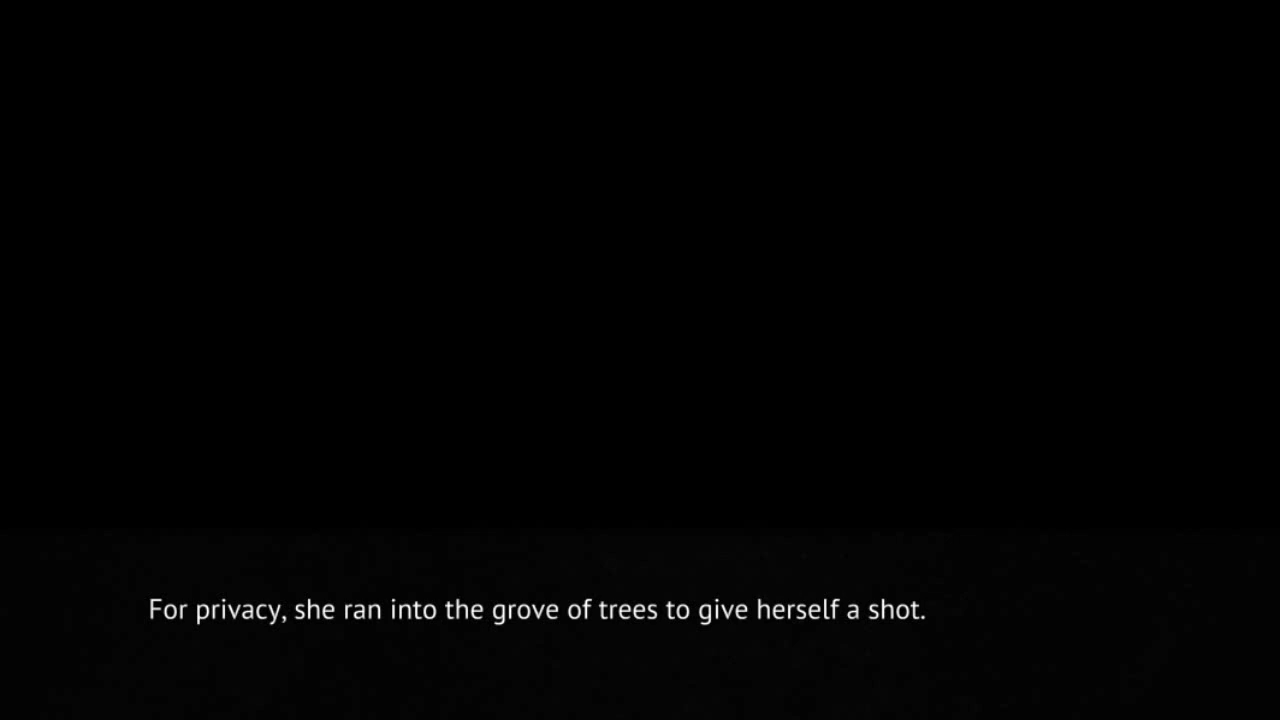 For privacy, she ran into the grove of trees to give herself a shot.